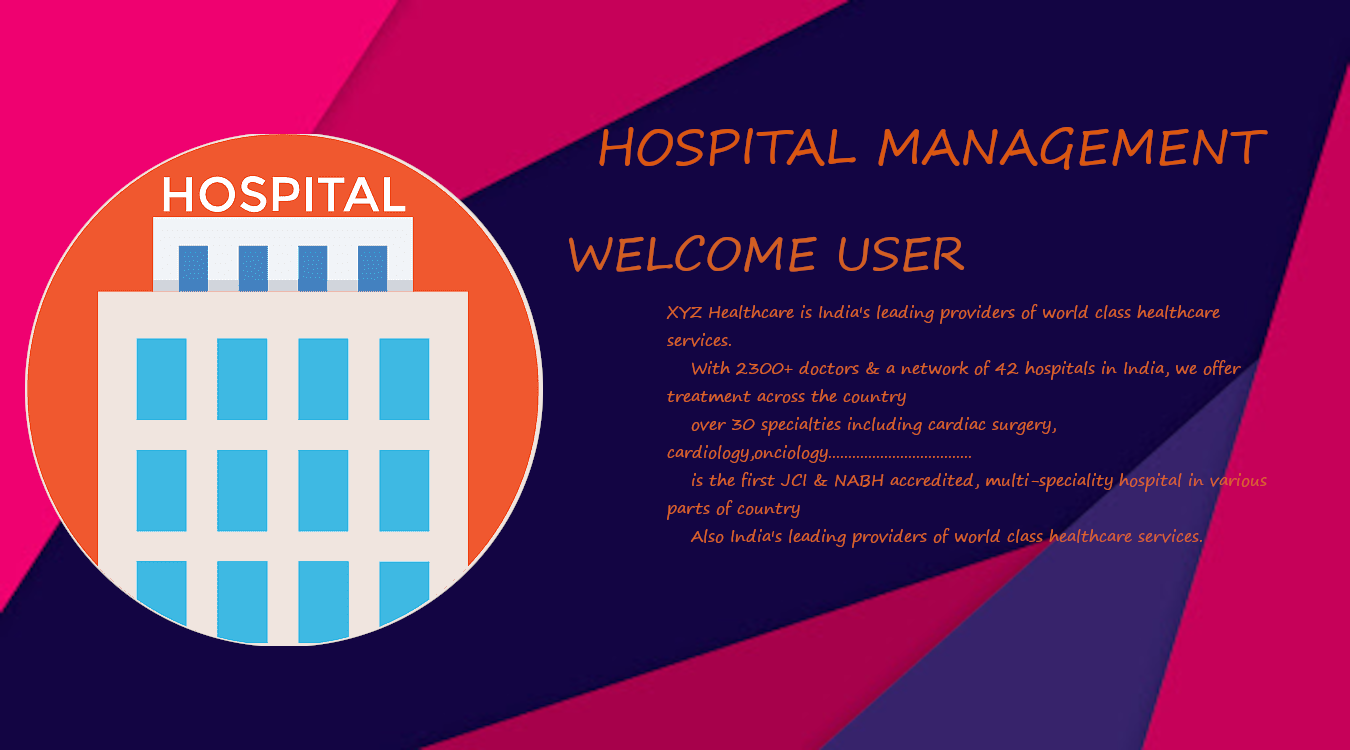 HOSPITAL
HOSPITAL MANAGEMENT
WELCOME USER
XYZ Healthcare is India's leading providers of world class healthcare
services.
With 2300+ doctors & a network of 42 hospitals in India, we offer
treatment across the country
over 30 specialties including cardiac surgery,
cardiology,onciology....................................
is the first JCI & NABH accredited, multi-speciality hospital in various
parts of country
Also India's leading providers of world class healthcare services.